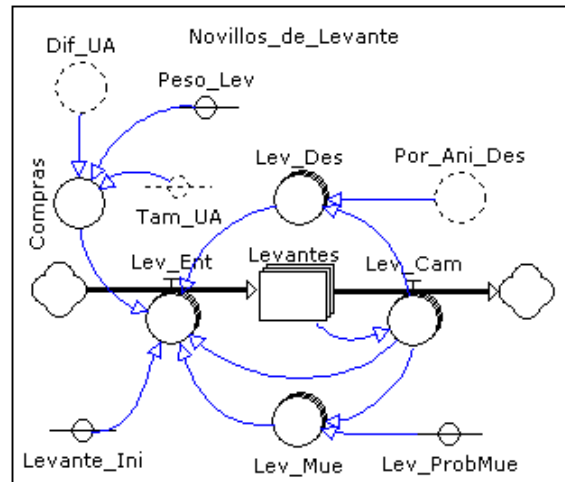 Novillos_de_Levante
Dif_UA
Peso_Lev
Compras
Tam_UA
Lev_Des
Por_Ani_Des
Lev_Ent
Levantes
Lev_Cam
Levante_Ini
Lev_Mue
Lev_ProbMue